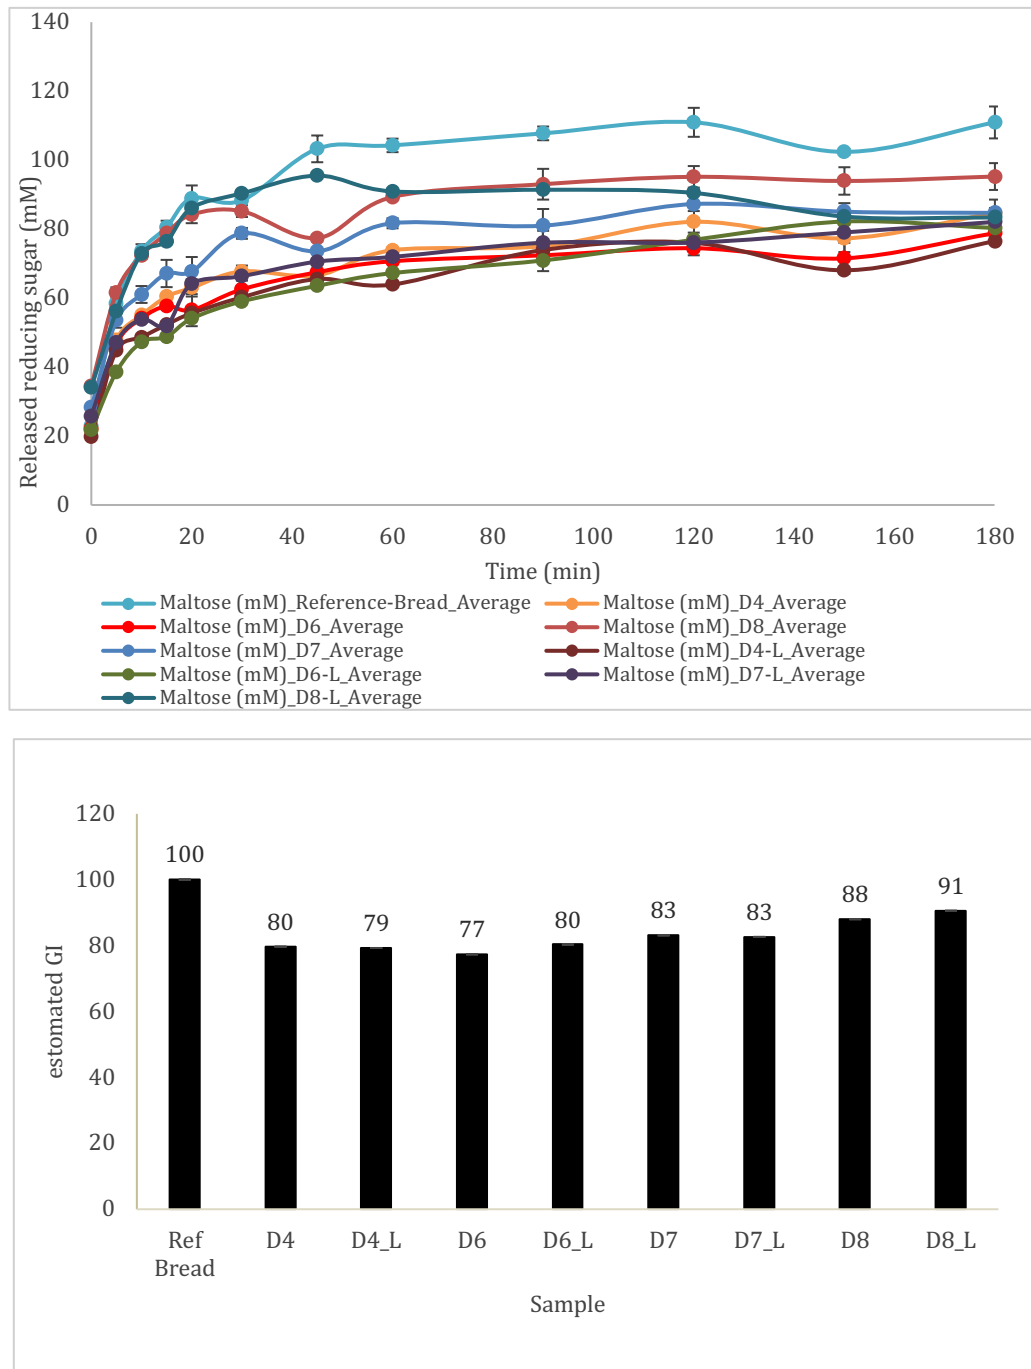 140
120
100
80
60
40
20
0
Released reducing sugar (mM)
0 20 40 60 80 100 120 140 160 180
Time (min)
Maltose (mM)_Reference-Bread_Average Maltose (mM)_D4_Average
Maltose (mM)_D6_Average Maltose (mM)_D8_Average
Maltose (mM)_D7_Average Maltose (mM)_D4-L_Average
Maltose (mM)_D6-L_Average Maltose (mM)_D7-L_Average
Maltose (mM)_D8-L_Average
120
100
80
60
40
20
0
estomated GI
100 80 79 77 80 83 83 88 91
Ref Bread D4 D4_L D6 D6_L D7 D7_L D8 D8_L
Sample